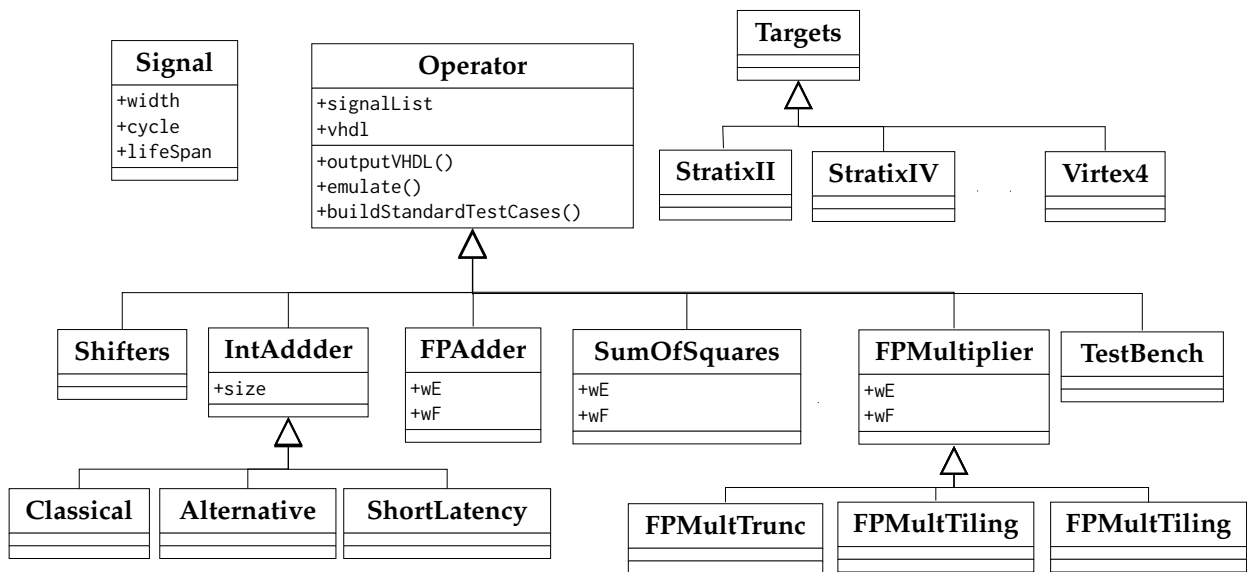 Signal
+width
+cycle
+lifeSpan
Operator
+signalList
+vhdl
+outputVHDL()
+emulate()
+buildStandardTestCases()
Targets
StratixII
StratixIV
Virtex4
Shifters
IntAddder
+size
FPAdder
+wE
+wF
SumOfSquares
+wE
+wF
FPMultiplier
+wE
+wF
TestBench
Classical
Alternative
ShortLatency
FPMultTrunc
FPMultTiling
FPMultTiling